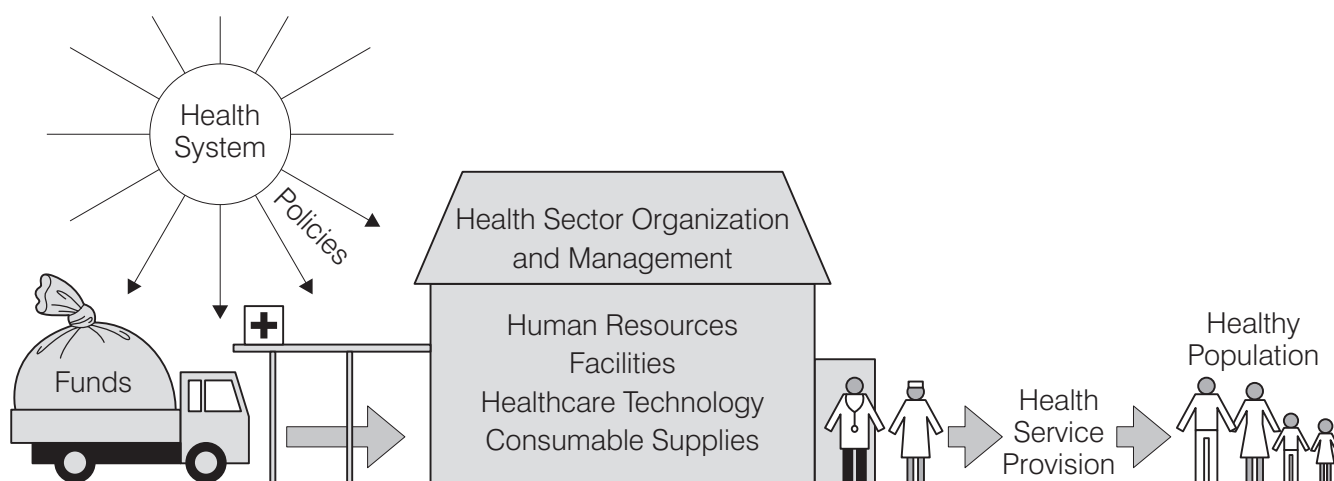 Health
System
Policies
Funds
Health Sector Organization
and Management
Human Resources
Facilities
Healthcare Technology
Consumable Supplies
Health
Service
Provision
Healthy
Population